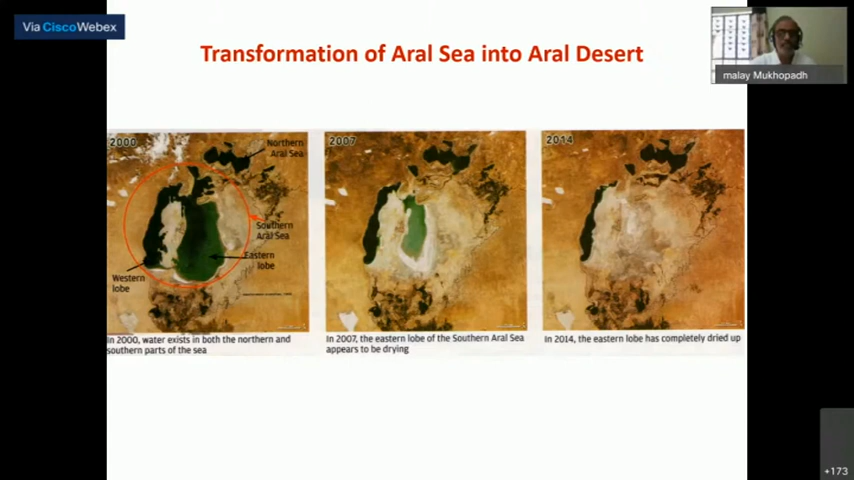 Via Cisco Webex
Transformation of Aral Sea into Aral Desert
malay Mukhopadh
2000
Northern
Aral Sea
Southern
Aral Sea
Eastern
lobe
Western
lobe
2007
2014
In 2000, water exists in both the northern and
southern parts of the sea
In 2007, the eastern lobe of the Southern Aral Sea
appears to be drying
In 2014, the eastern lobe has completely dried up
+173